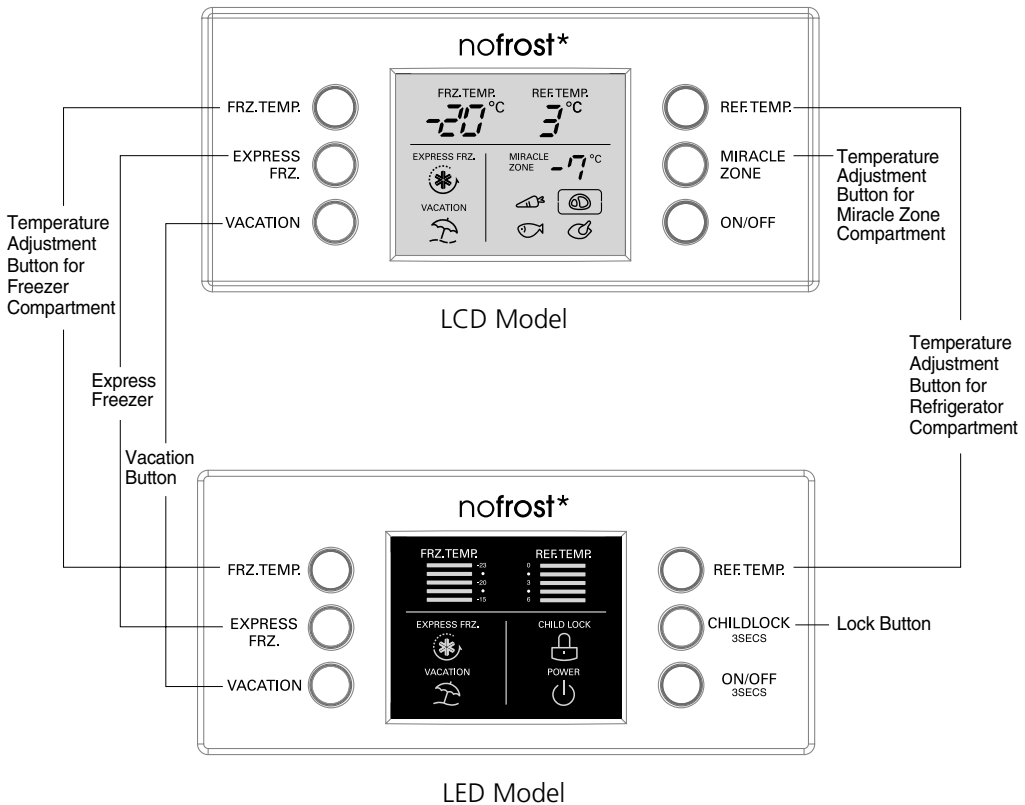 nofrost*
FRZ.TEMP.
EXPRESS
FRZ.
VACATION
FRZ.TEMP. REF.TEMP.
-20 °C 3 °C
EXPRESS FRZ.
VACATION
MIRACLE
ZONE -7 °C
REF.TEMP.
MIRACLE
ZONE
ON/OFF
LCD Model
Temperature
Adjustment
Button for
Freezer
Compartment
Express
Freezer
Vacation
Button
Temperature
Adjustment
Button for
Miracle Zone
Compartment
Temperature
Adjustment
Button for
Refrigerator
Compartment
nofrost*
FRZ.TEMP.
EXPRESS
FRZ.
VACATION
FRZ.TEMP. REF.TEMP.
-23 0
-20 3
-15 6
EXPRESS FRZ. CHILD LOCK
VACATION POWER
REF.TEMP.
CHILDLOCK
3SECS
ON/OFF
3SECS
Lock Button
LED Model